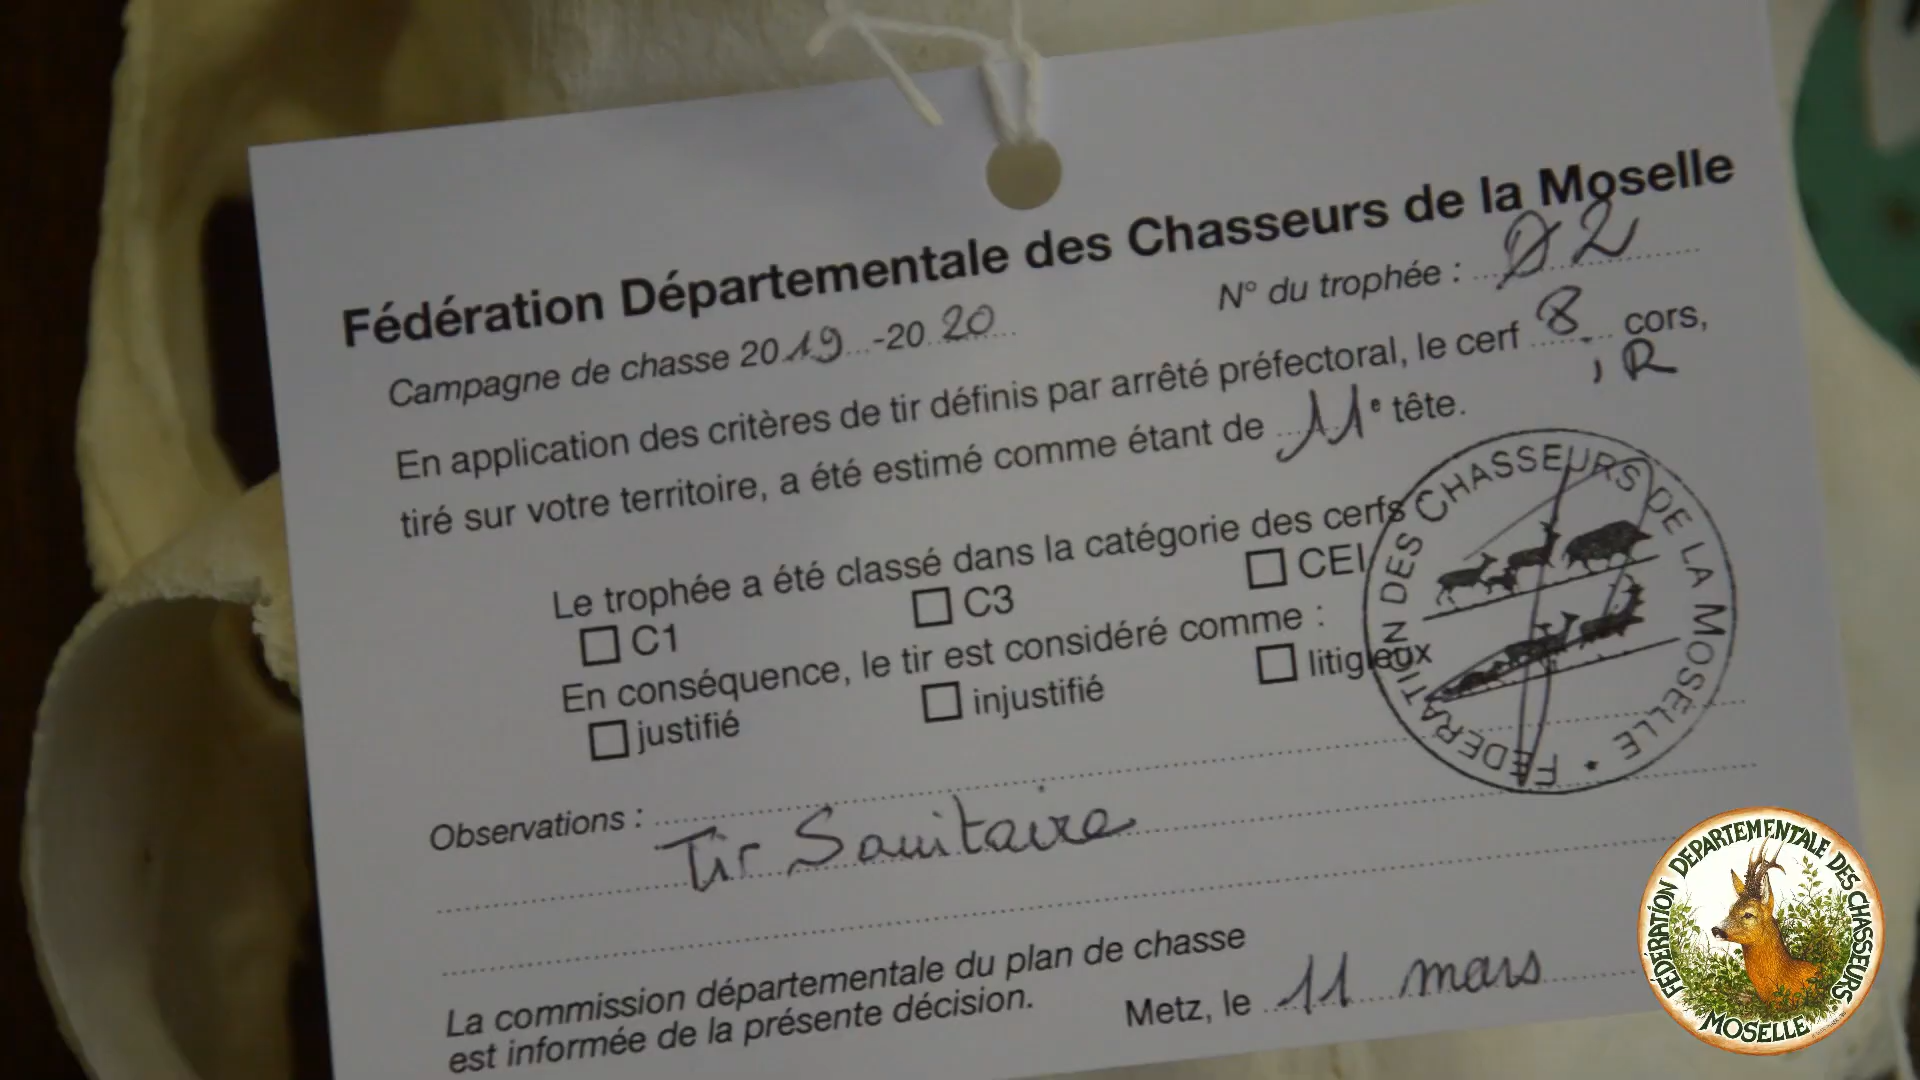 Fédération Départementale des Chasseurs de la Moselle
Campagne de chasse 2019 -2020
N° du trophée : 02
En application des critères de tir définis par arrêté préfectoral, le cerf 8 cors,
, R
tiré sur votre territoire, a été estimé comme étant de 11e tête.
Le trophée a été classé dans la catégorie des cerfs
C1 C3 CEI
En conséquence, le tir est considéré comme :
justifié injustifié litigieux
FÉDÉRATION DES CHASSEURS DE LA MOSELLE *
Observations :
Tir Sanitaire
La commission départementale du plan de chasse
est informée de la présente décision.
Metz, le 11 mars
FÉDÉRATION DÉPARTEMENTALE DES CHASSEURS
MOSELLE